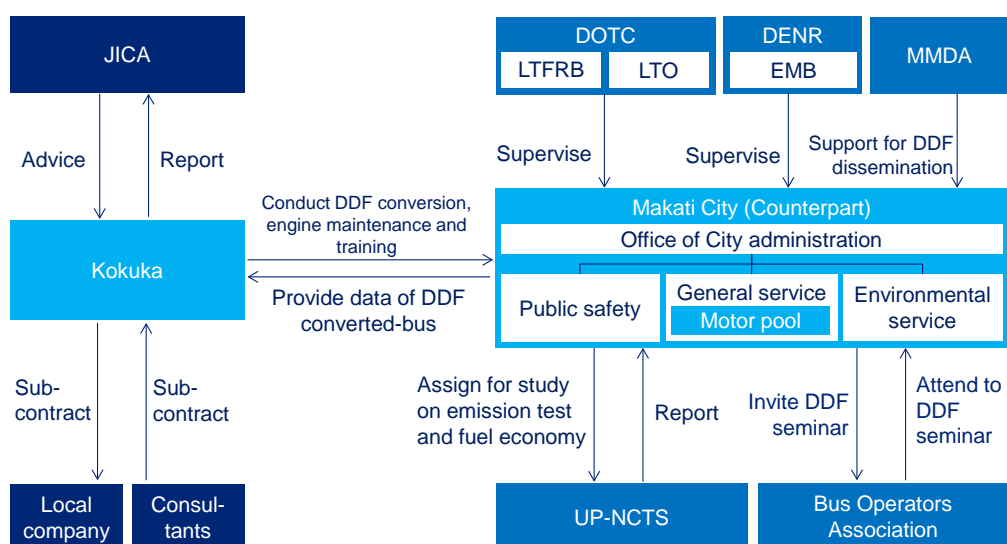 JICA
DOTC
LTFRB
LTO
DENR
EMB
MMDA
Advice
Report
Supervise
Supervise
Support for DDF
dissemination
Conduct DDF conversion,
engine maintenance and
training
Kokuka
Provide data of DDF
converted-bus
Makati City (Counterpart)
Office of City administration
Public safety
General service
Motor pool
Environmental
service
Sub-
contract
Sub-
contract
Assign for study
on emission test
and fuel economy
Report
Invite DDF
seminar
Attend to
DDF
seminar
Local
company
Consul-
tants
UP-NCTS
Bus Operators
Association